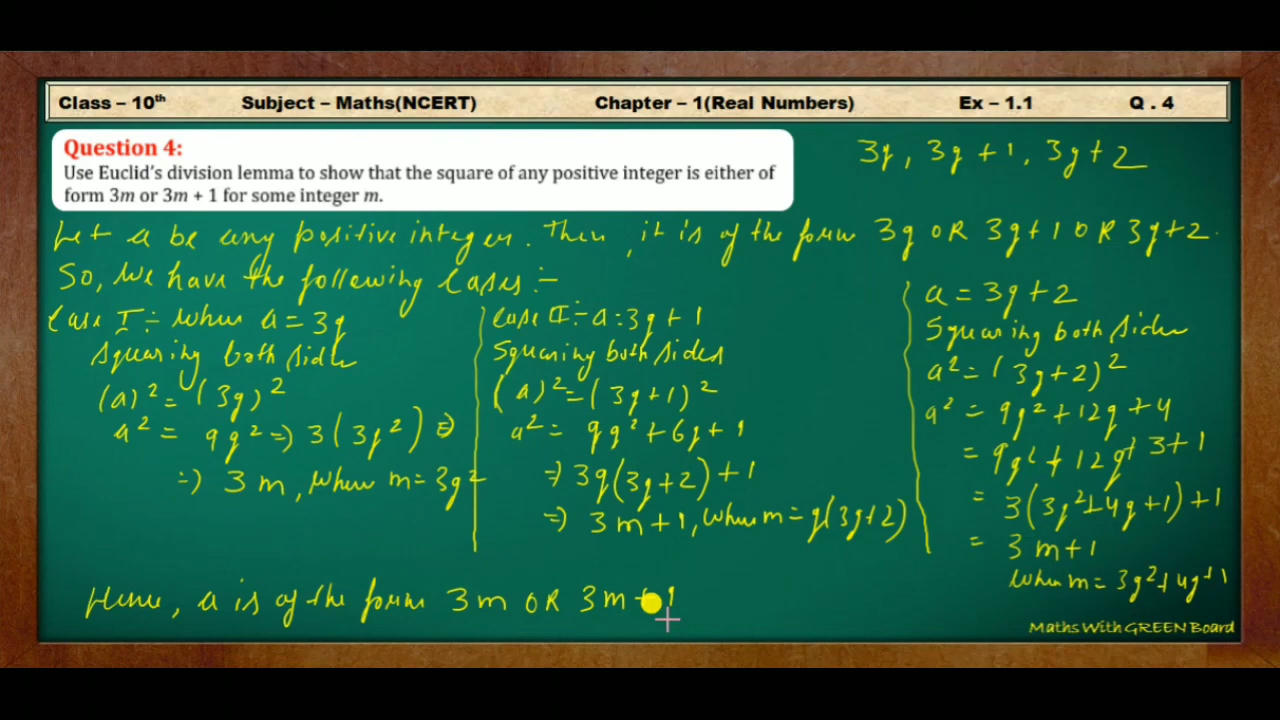 Class – 10th Subject – Maths(NCERT) Chapter – 1(Real Numbers) Ex – 1.1 Q . 4
Question 4:
Use Euclid's division lemma to show that the square of any positive integer is either of
form 3m or 3m + 1 for some integer m.
3q, 3q + 1, 3q + 2
Let a be any positive integer. Then, it is of the form 3q OR 3q + 1 OR 3q + 2.
So, We have the following Cases :-
Case I :- When a = 3q
Squaring both side
(a)² = (3q)²
a² = 9q² => 3(3q²) =>
=> 3m, When m = 3q²
Case II :- a = 3q + 1
Squaring both sides
(a)² = (3q + 1)²
a² = 9q² + 6q + 1
=> 3q(3q + 2) + 1
=> 3m + 1, When m = q(3q + 2)
a = 3q + 2
Squaring both sides
a² = (3q + 2)²
a² = 9q² + 12q + 4
= 9q² + 12q + 3 + 1
= 3(3q² + 4q + 1) + 1
= 3m + 1
When m = 3q² + 4q + 1
Hence, a is of the form 3m OR 3m + 1
Maths With GREEN Board